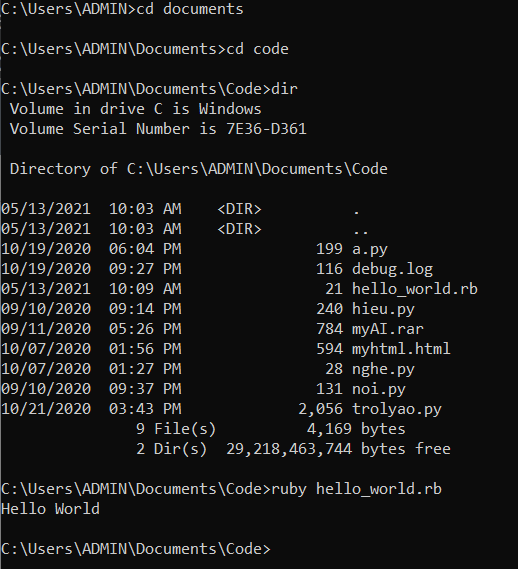 C:\Users\ADMIN>cd documents
C:\Users\ADMIN\Documents>cd code
C:\Users\ADMIN\Documents\Code>dir
 Volume in drive C is Windows
 Volume Serial Number is 7E36-D361
 Directory of C:\Users\ADMIN\Documents\Code
05/13/2021  10:03 AM    <DIR>          .
05/13/2021  10:03 AM    <DIR>          ..
10/19/2020  06:04 PM               199 a.py
10/19/2020  09:27 PM               116 debug.log
05/13/2021  10:09 AM                21 hello_world.rb
09/10/2020  09:14 PM               240 hieu.py
09/11/2020  05:26 PM               784 myAI.rar
10/07/2020  01:56 PM               594 myhtml.html
10/07/2020  01:27 PM                28 nghe.py
09/10/2020  09:37 PM               131 noi.py
10/21/2020  03:43 PM             2,056 trolyao.py
               9 File(s)          4,169 bytes
               2 Dir(s)  29,218,463,744 bytes free
C:\Users\ADMIN\Documents\Code>ruby hello_world.rb
Hello World
C:\Users\ADMIN\Documents\Code>